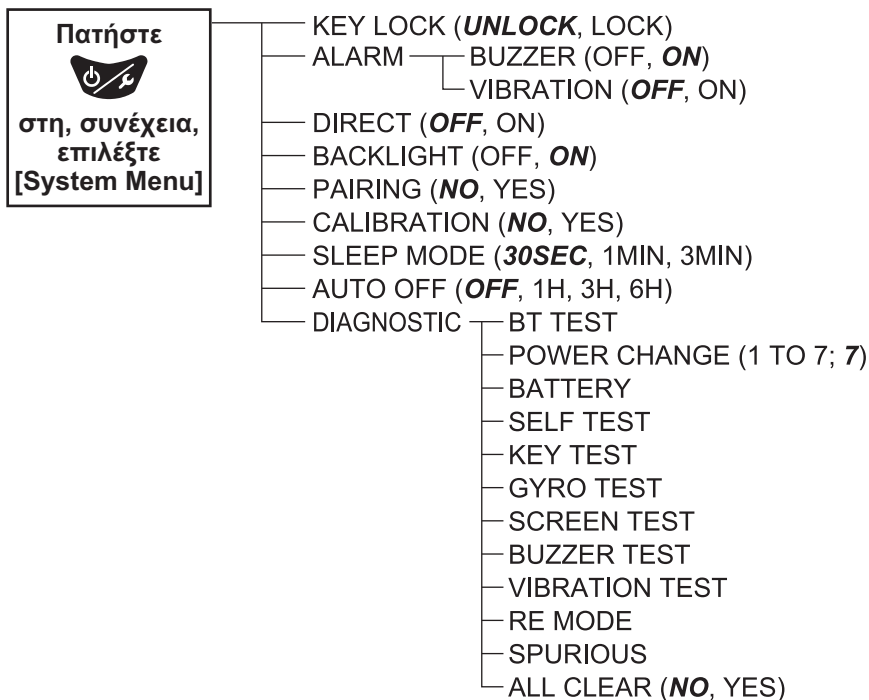 Πατήστε
στη, συνέχεια,
επιλέξτε
[System Menu]
KEY LOCK (UNLOCK, LOCK)
ALARM
BUZZER (OFF, ON)
VIBRATION (OFF, ON)
DIRECT (OFF, ON)
BACKLIGHT (OFF, ON)
PAIRING (NO, YES)
CALIBRATION (NO, YES)
SLEEP MODE (30SEC, 1MIN, 3MIN)
AUTO OFF (OFF, 1H, 3H, 6H)
DIAGNOSTIC
BT TEST
POWER CHANGE (1 TO 7; 7)
BATTERY
SELF TEST
KEY TEST
GYRO TEST
SCREEN TEST
BUZZER TEST
VIBRATION TEST
RE MODE
SPURIOUS
ALL CLEAR (NO, YES)